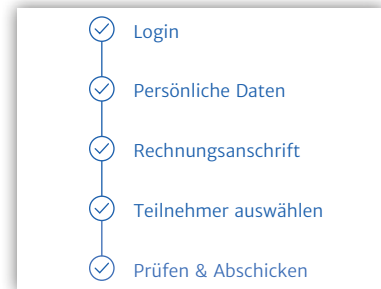 Login
Persönliche Daten
Rechnungsanschrift
Teilnehmer auswählen
Prüfen & Abschicken